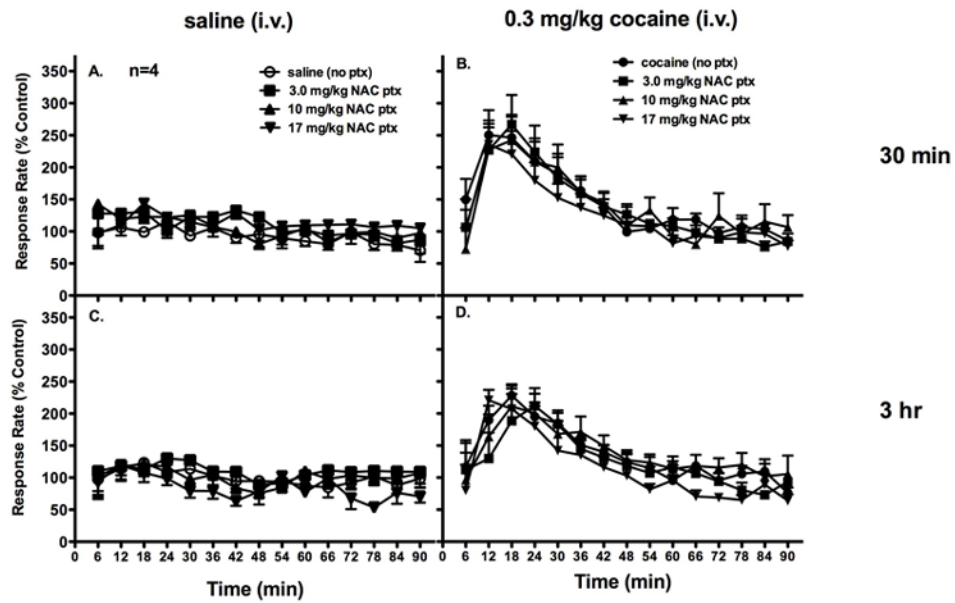 saline (i.v.)
0.3 mg/kg cocaine (i.v.)
Response Rate (% Control)
350
300
250
200
150
100
50
0
A. n=4
saline (no ptx)
3.0 mg/kg NAC ptx
10 mg/kg NAC ptx
17 mg/kg NAC ptx
B.
cocaine (no ptx)
3.0 mg/kg NAC ptx
10 mg/kg NAC ptx
17 mg/kg NAC ptx
30 min
Response Rate (% Control)
350
300
250
200
150
100
50
0
C.
D.
3 hr
0 6 12 18 24 30 36 42 48 54 60 66 72 78 84 90
0 6 12 18 24 30 36 42 48 54 60 66 72 78 84 90
Time (min)
Time (min)